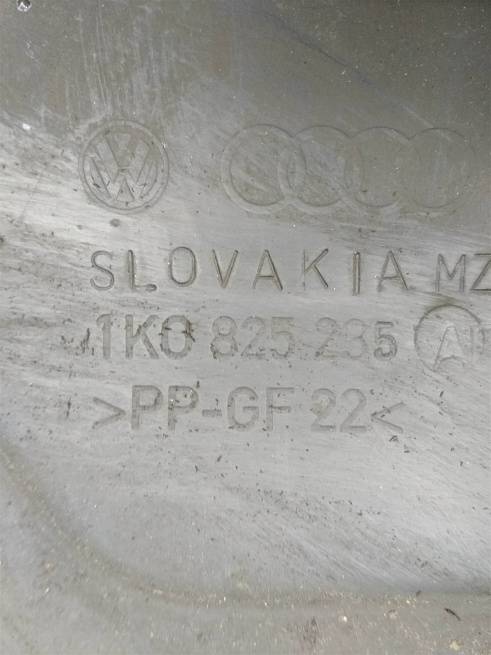 SLOVAKIA MZ
1K0 825 235 A
>PP-GF 22<